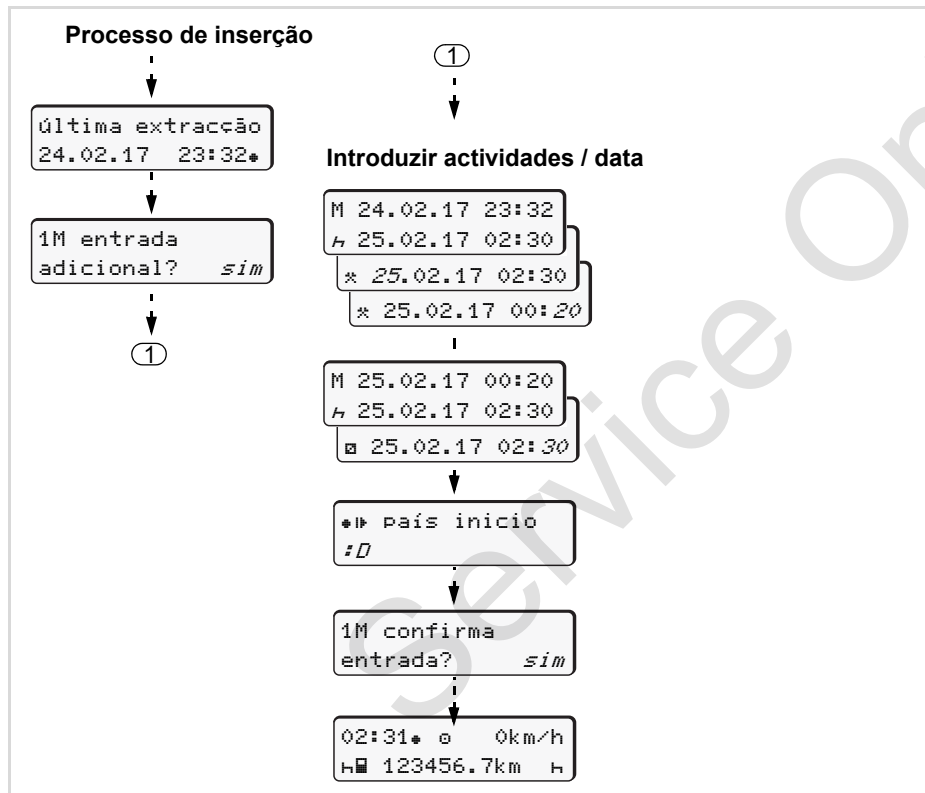 Processo de inserção
última extracção
24.02.17 23:32
1M entrada
adicional? sim
1
1
Introduzir actividades / data
M 24.02.17 23:32
25.02.17 02:30
25.02.17 02:30
25.02.17 00:20
M 25.02.17 00:20
25.02.17 02:30
25.02.17 02:30
país inicio
:D
1M confirma
entrada? sim
02:31 0km/h
123456.7km
Service On